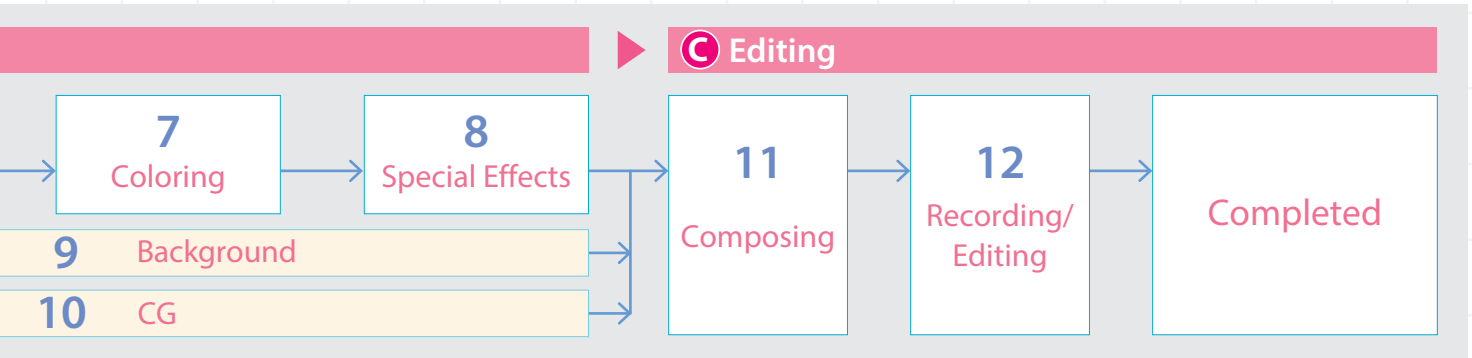 C Editing
7
Coloring
8
Special Effects
9 Background
10 CG
11
Composing
12
Recording/
Editing
Completed